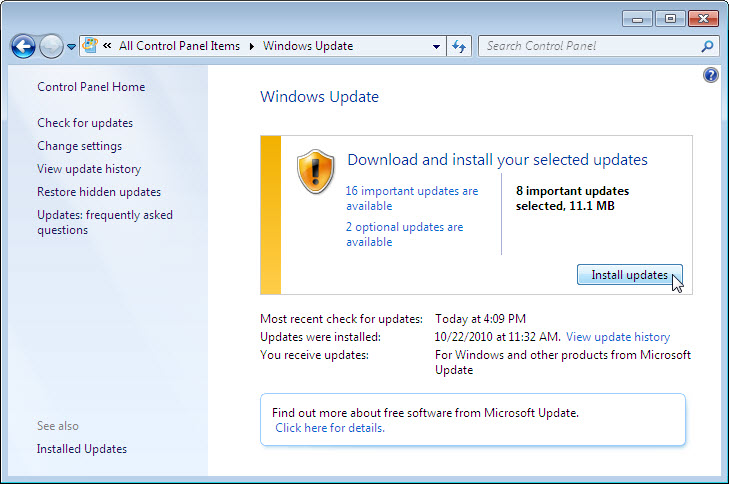 « All Control Panel Items ▸ Windows Update
Search Control Panel
Control Panel Home
Check for updates
Change settings
View update history
Restore hidden updates
Updates: frequently asked
questions
See also
Installed Updates
Windows Update
Download and install your selected updates
16 important updates are
available
2 optional updates are
available
8 important updates
selected, 11.1 MB
Install updates
Most recent check for updates: Today at 4:09 PM
Updates were installed: 10/22/2010 at 11:32 AM. View update history
You receive updates: For Windows and other products from Microsoft
Update
Find out more about free software from Microsoft Update.
Click here for details.